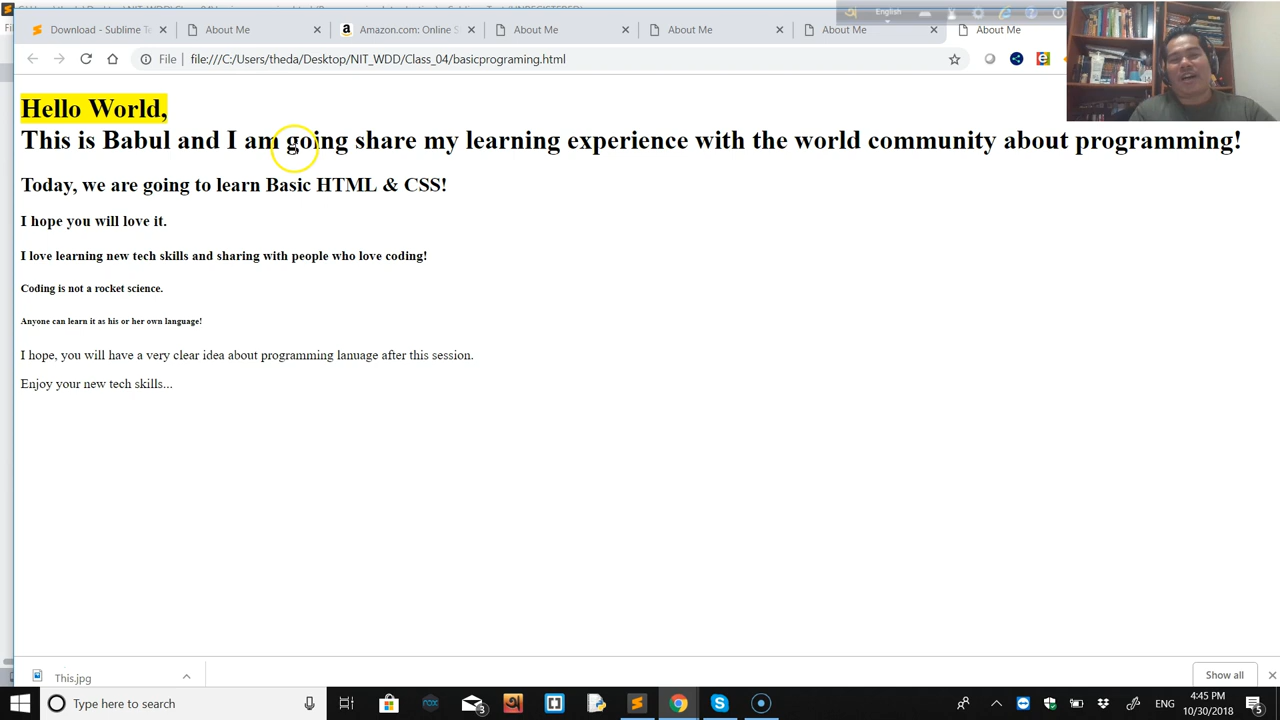 Download - Sublime Te
About Me
Amazon.com: Online S
About Me
About Me
About Me
About Me
English
File
file:///C:/Users/theda/Desktop/NIT_WDD/Class_04/basicprograming.html
Hello World,
This is Babul and I am going share my learning experience with the world community about programming!
Today, we are going to learn Basic HTML & CSS!
I hope you will love it.
I love learning new tech skills and sharing with people who love coding!
Coding is not a rocket science.
Anyone can learn it as his or her own language!
I hope, you will have a very clear idea about programming lanuage after this session.
Enjoy your new tech skills...
This.jpg
Show all
Type here to search
3
ENG
4:45 PM
10/30/2018
5